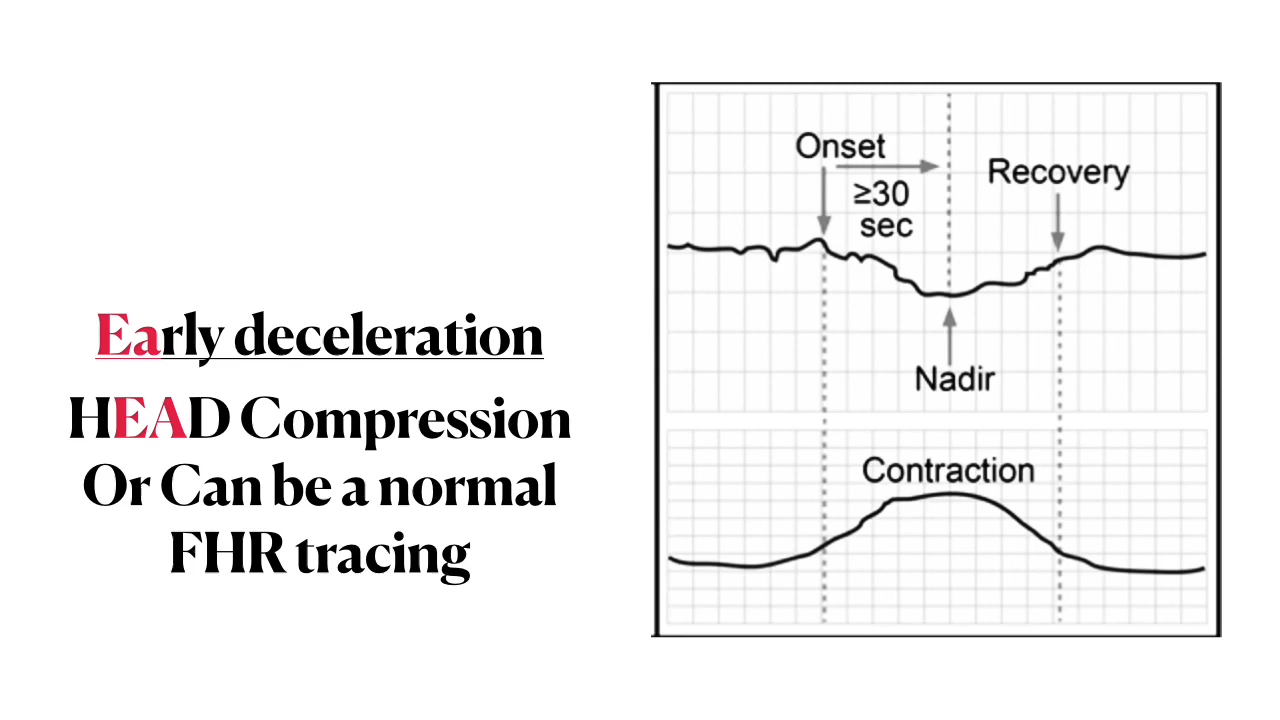 Early deceleration
HEAD Compression
Or Can be a normal
FHR tracing
Onset
≥30
sec
Recovery
Nadir
Contraction